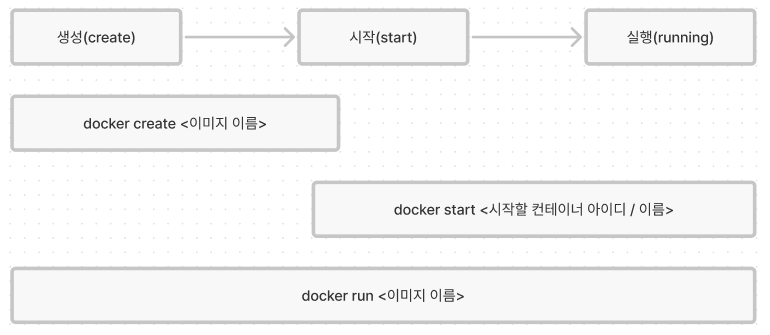 생성(create)
시작(start)
실행(running)
docker create <이미지 이름>
docker start <시작할 컨테이너 아이디 / 이름>
docker run <이미지 이름>